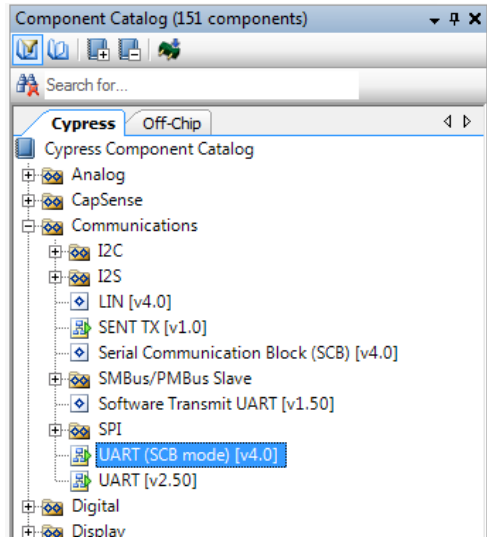 Component Catalog (151 components)
Search for...
Cypress Off-Chip
Cypress Component Catalog
Analog
CapSense
Communications
I2C
I2S
LIN [v4.0]
SENT TX [v1.0]
Serial Communication Block (SCB) [v4.0]
SMBus/PMBus Slave
Software Transmit UART [v1.50]
SPI
UART (SCB mode) [v4.0]
UART [v2.50]
Digital
Display